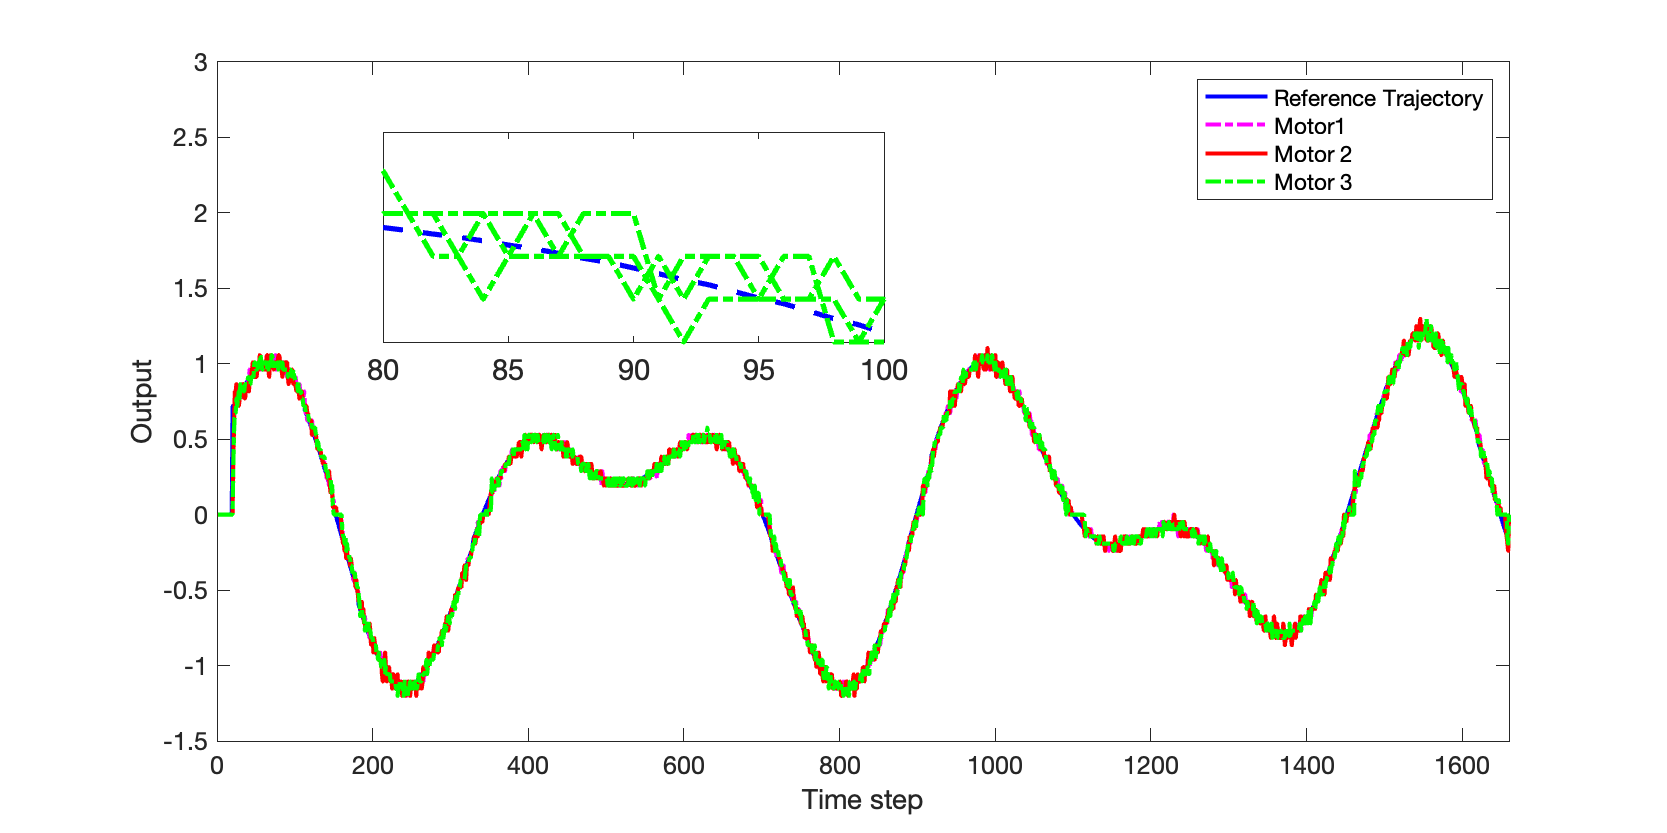 3
2.5
2
1.5
1
0.5
0
-0.5
-1
-1.5
Output
Reference Trajectory
Motor1
Motor 2
Motor 3
80 85 90 95 100
0 200 400 600 800 1000 1200 1400 1600
Time step